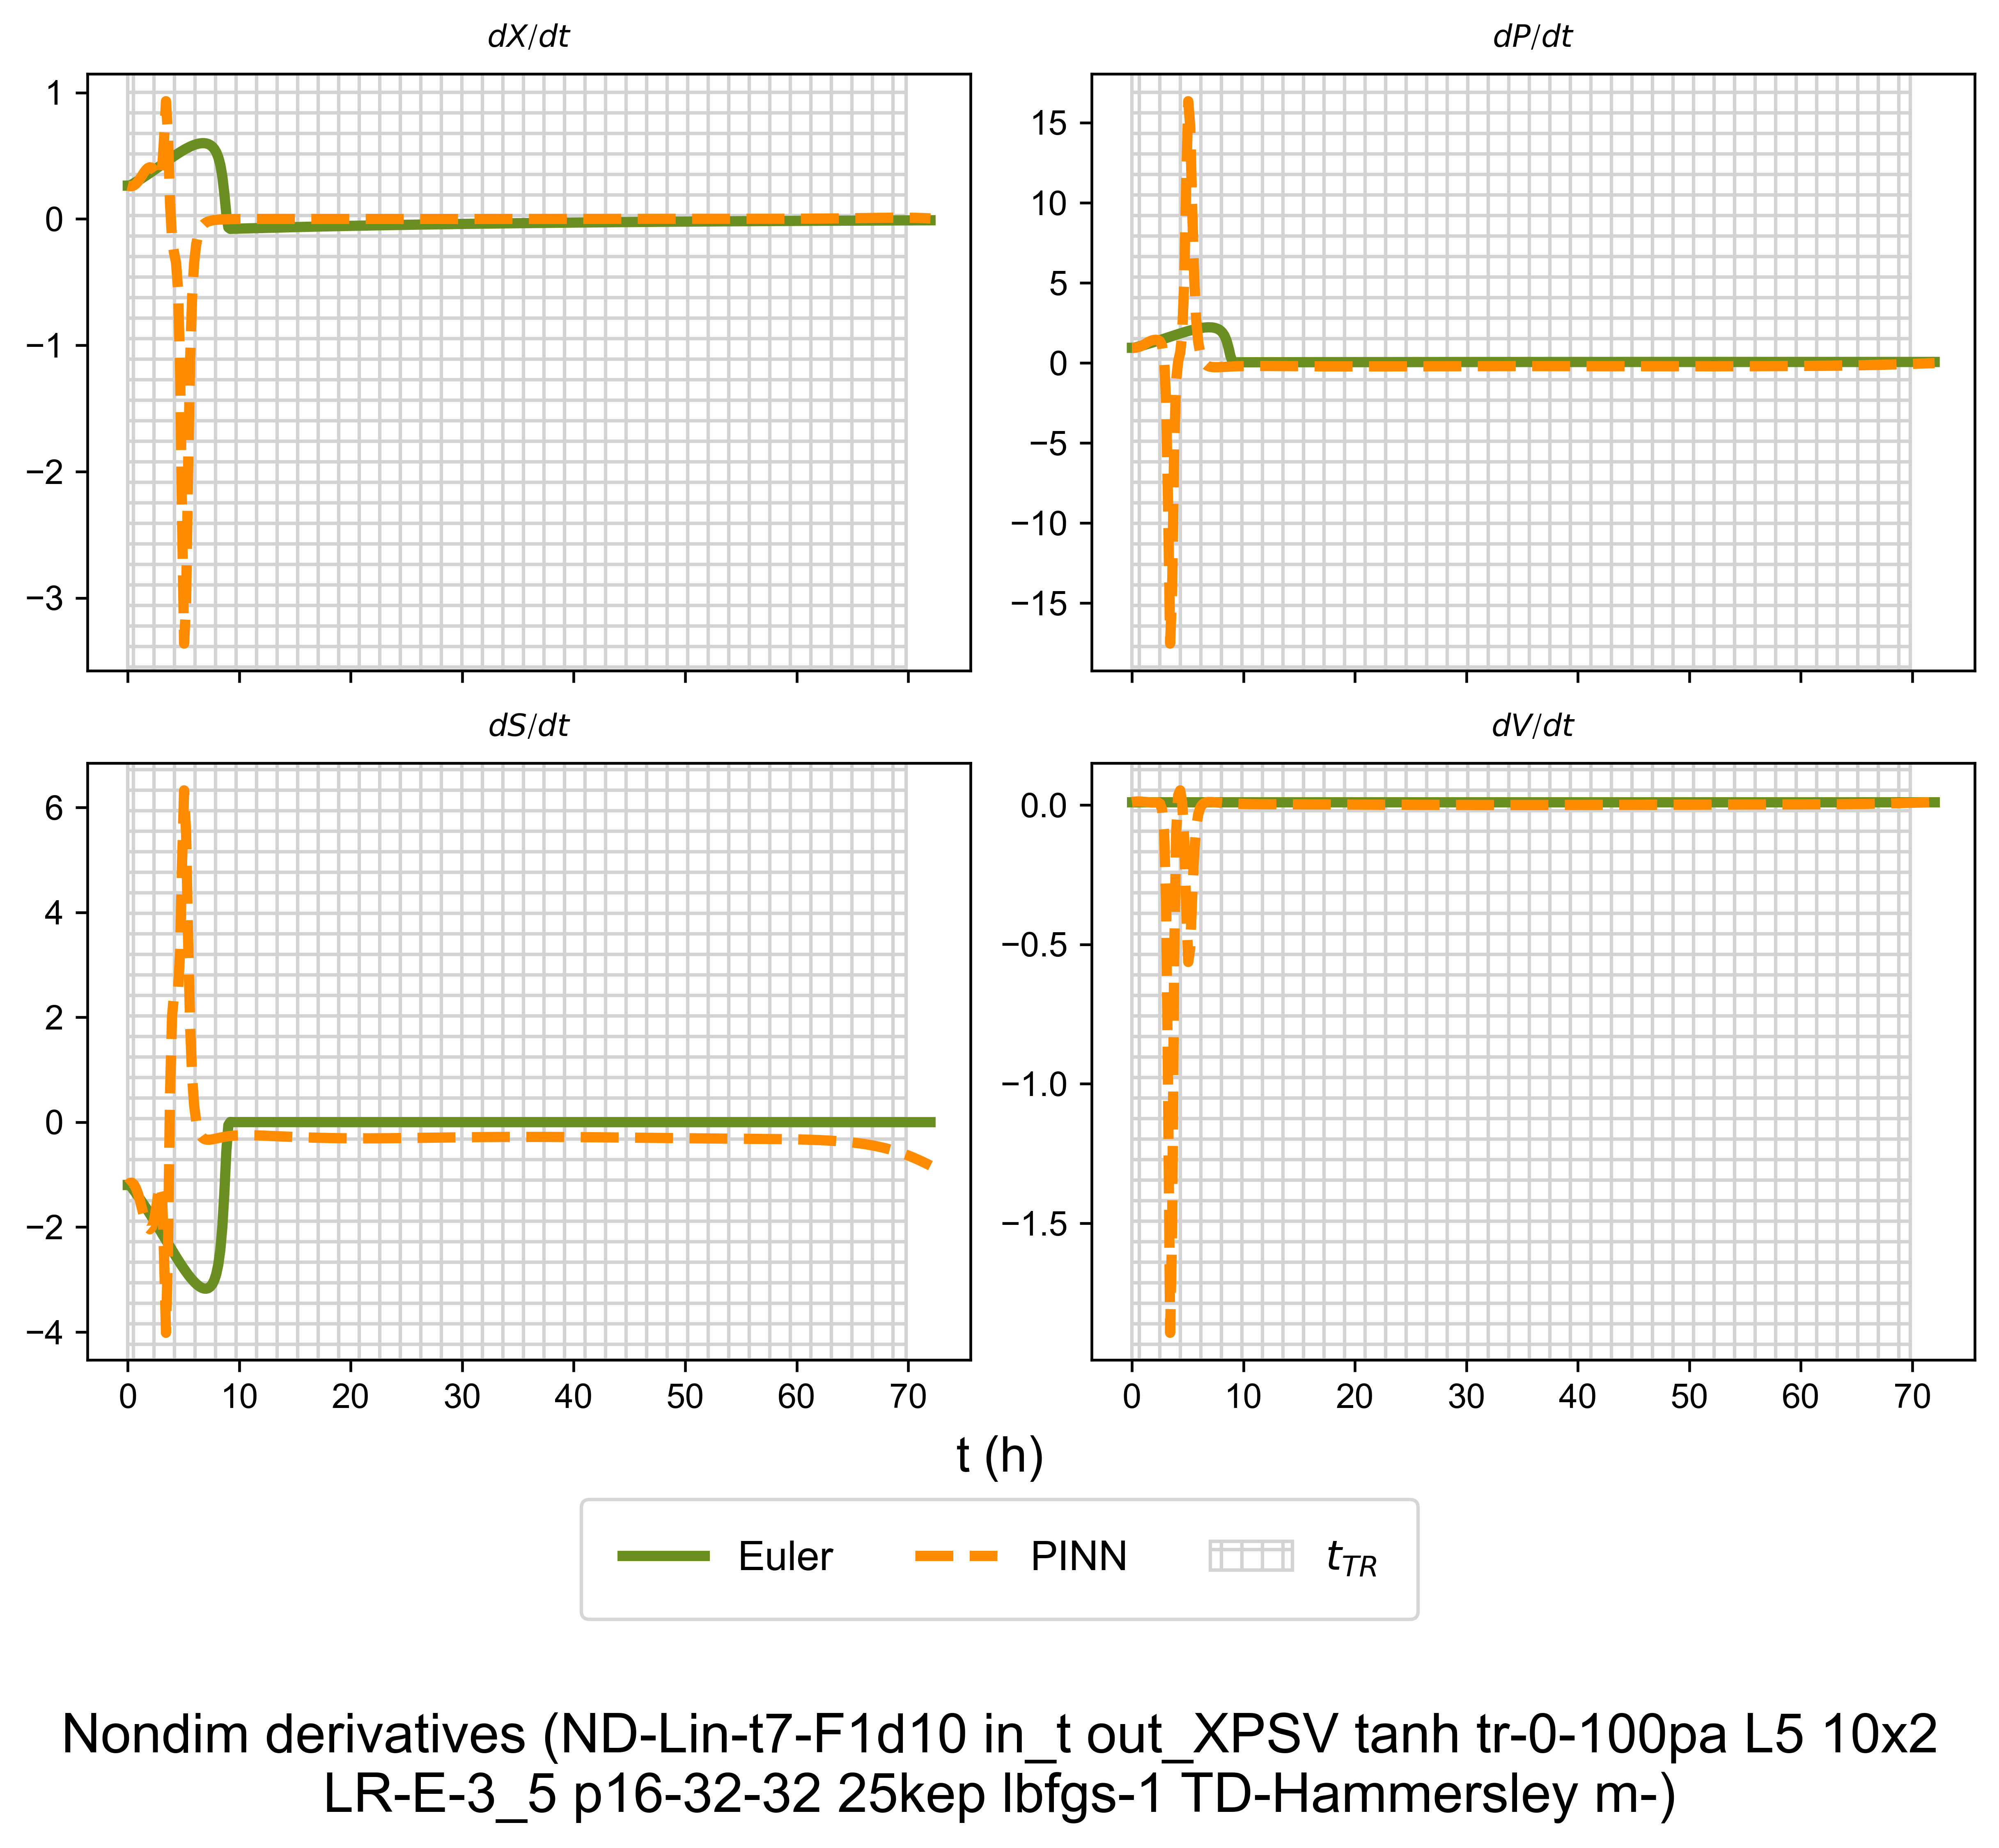 dX/dt
dP/dt
1
0
−1
−2
−3
15
10
5
0
−5
−10
−15
dS/dt
dV/dt
6
4
2
0
−2
−4
0.0
−0.5
−1.0
−1.5
0 10 20 30 40 50 60 70
0 10 20 30 40 50 60 70
t (h)
Euler PINN t_TR
Nondim derivatives (ND-Lin-t7-F1d10 in_t out_XPSV tanh tr-0-100pa L5 10x2
LR-E-3_5 p16-32-32 25kep lbfgs-1 TD-Hammersley m-)